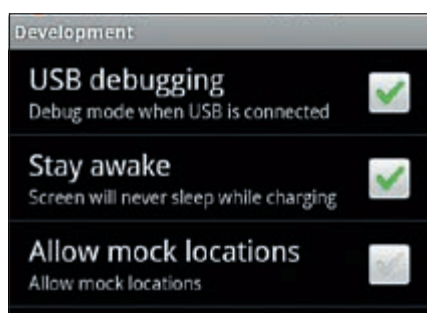 Development
USB debugging
Debug mode when USB is connected
Stay awake
Screen will never sleep while charging
Allow mock locations
Allow mock locations